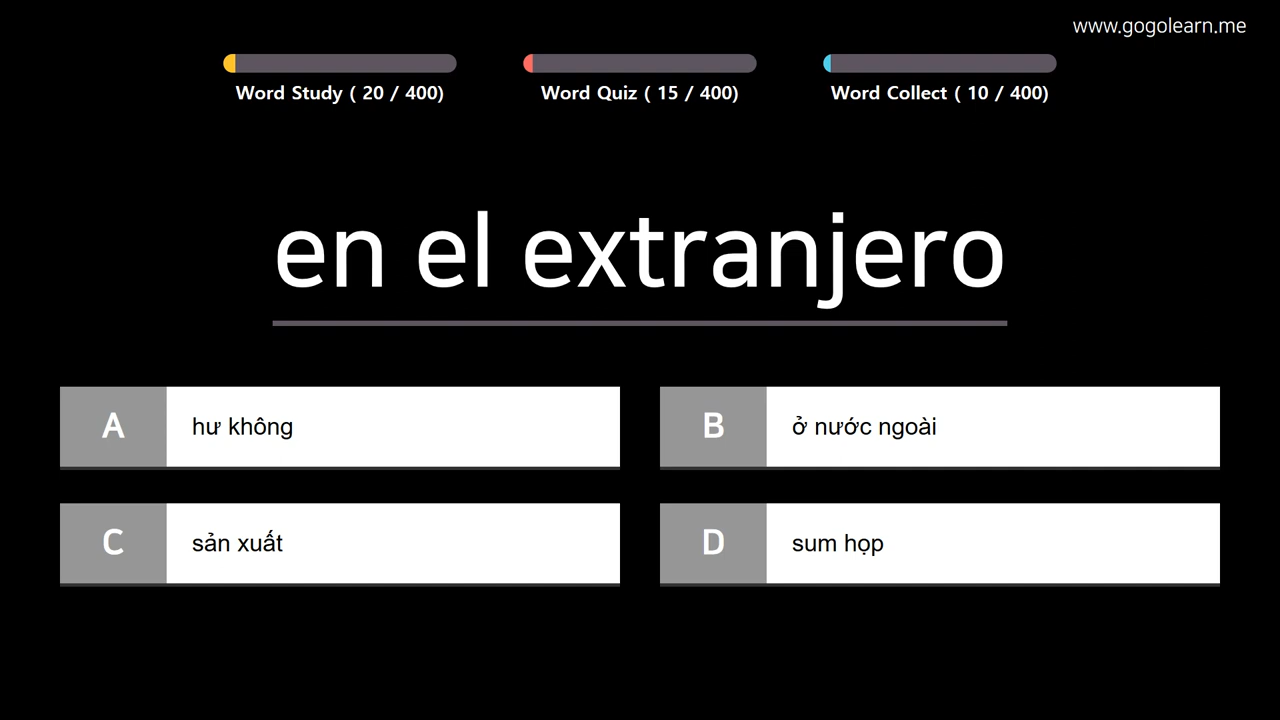 www.gogolearn.me
Word Study ( 20 / 400)
Word Quiz ( 15 / 400)
Word Collect ( 10 / 400)
en el extranjero
A
hư không
B
ở nước ngoài
C
sản xuất
D
sum họp